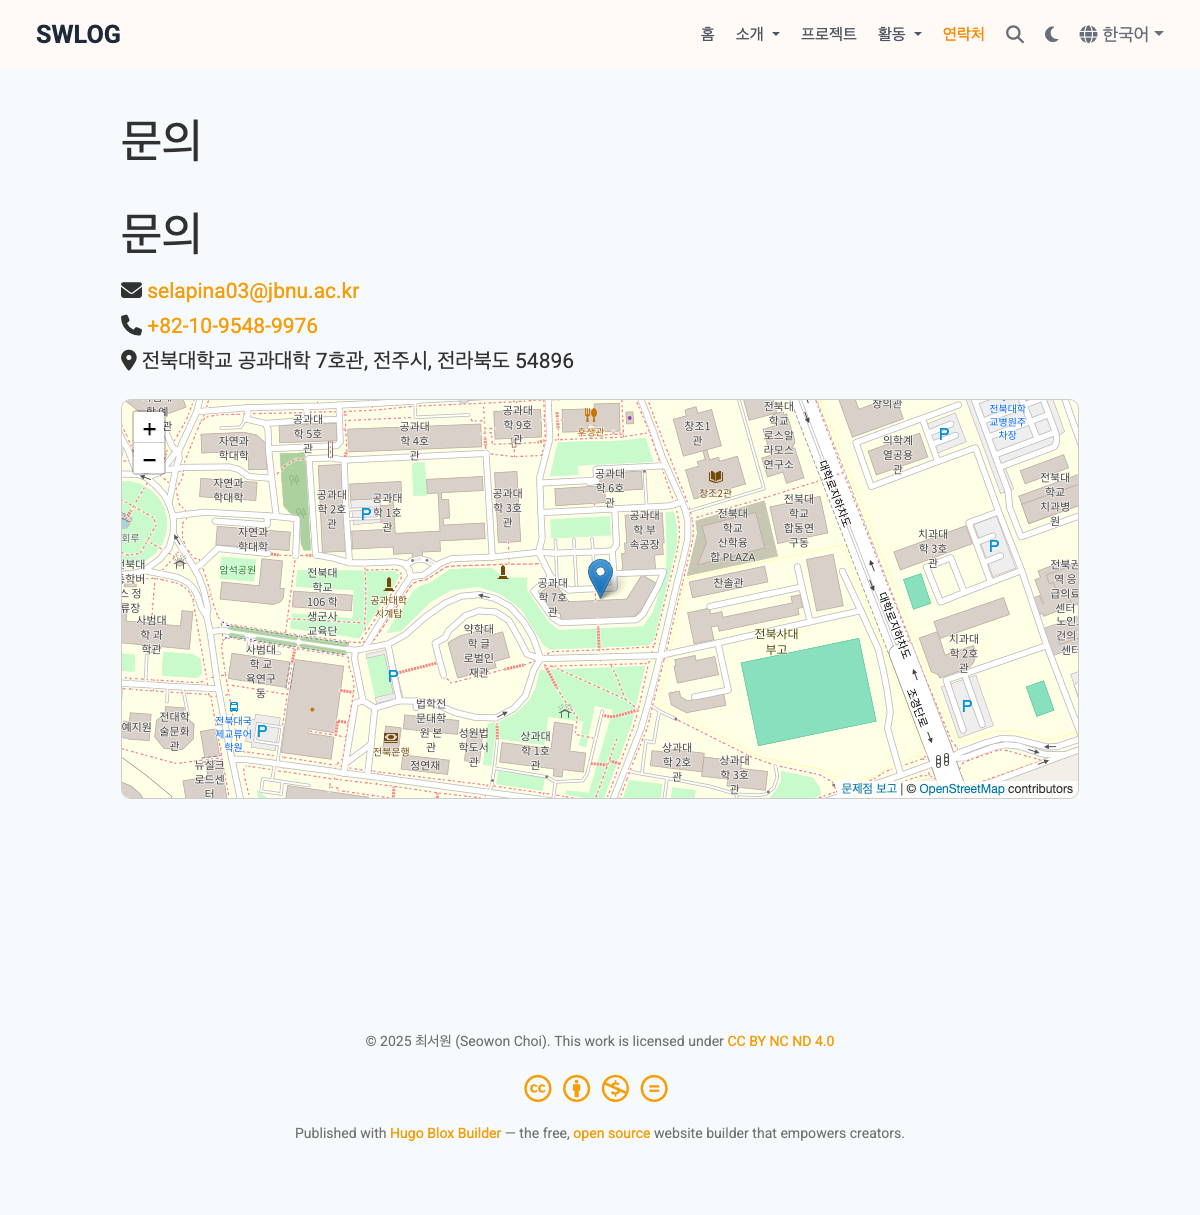 SWLOG
홈 소개 프로젝트 활동 연락처 한국어
문의
문의
selapina03@jbnu.ac.kr
+82-10-9548-9976
전북대학교 공과대학 7호관, 전주시, 전라북도 54896
+
−
공과대
학 5호
관
공과대
학 4호
관
공과대
학 9호
관
후생관
창조1
관
전북대
학교
로스알
라모스
연구소
창의관
의학계
열공용
관
전북대학
교병원주
차장
P
자연과
학대학
자연과
학대학
공과대
학 2호
관
공과대
학 1호
관
P
공과대
학 3호
관
공과대
학 6호
관
공과대
학 부
속공장
창조2관
전북대
학교
산학융
합 PLAZA
전북대
학교
합동연
구동
대학로지하차도
치과대
학 3호
관
P
전북대
학교
치과병
원
회루
자연과
학대학
암석공원
전북대
학교
106 학
생군사
교육단
공과대학
시계탑
공과대
학 7호
관
찬솔관
대학로지하차도
사범대
학 과
학관
사범대
학 교
육연구
동
약학대
학 글
로벌인
재관
P
전북사대
부고
치과대
학 2호
관
P
조경단로
예지원
전대학
술문화
관
전북대국
제교류어
학원
P
법학전
문대학
원 본
관
전북은행
정연재
성원법
학도서
관
상과대
학 1호
관
상과대
학 2호
관
상과대
학 3호
관
뉴실크
로드센
터
문제점 보고 | © OpenStreetMap contributors
© 2025 최서원 (Seowon Choi). This work is licensed under CC BY NC ND 4.0
Published with Hugo Blox Builder — the free, open source website builder that empowers creators.